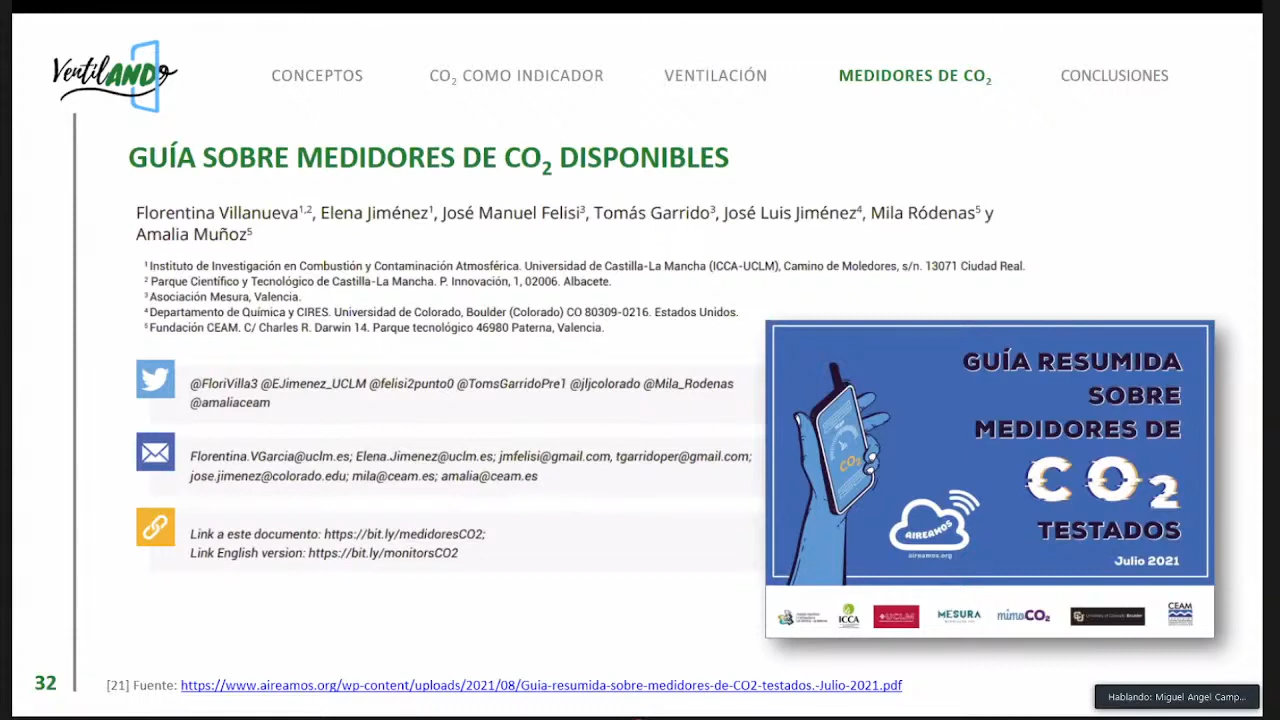 VentilANDo
CONCEPTOS
CO₂ COMO INDICADOR
VENTILACIÓN
MEDIDORES DE CO₂
CONCLUSIONES
GUÍA SOBRE MEDIDORES DE CO₂ DISPONIBLES
Florentina Villanueva¹,², Elena Jiménez¹, José Manuel Felisi³, Tomás Garrido³, José Luis Jiménez⁴, Mila Ródenas⁵ y
Amalia Muñoz⁵
¹ Instituto de Investigación en Combustión y Contaminación Atmosférica. Universidad de Castilla-La Mancha (ICCA-UCLM), Camino de Moledores, s/n. 13071 Ciudad Real.
² Parque Científico y Tecnológico de Castilla-La Mancha. P. Innovación, 1, 02006. Albacete.
³ Asociación Mesura, Valencia.
⁴ Departamento de Química y CIRES. Universidad de Colorado, Boulder (Colorado) CO 80309-0216. Estados Unidos.
⁵ Fundación CEAM. C/ Charles R. Darwin 14. Parque tecnológico 46980 Paterna, Valencia.
@FloriVilla3 @EJimenez_UCLM @felisi2punto0 @TomsGarridoPre1 @jljcolorado @Mila_Rodenas
@amaliaceam
Florentina.VGarcia@uclm.es; Elena.Jimenez@uclm.es; jmfelisi@gmail.com, tgarridoper@gmail.com;
jose.jimenez@colorado.edu; mila@ceam.es; amalia@ceam.es
Link a este documento: https://bit.ly/medidoresCO2;
Link English version: https://bit.ly/monitorsCO2
GUÍA RESUMIDA
SOBRE
MEDIDORES DE
CO₂
TESTADOS
Julio 2021
CO₂
AIREAMOS
aireamos.org
ICCA
UCLM
MESURA
mimoCO₂
CEAM
32
[21] Fuente: https://www.aireamos.org/wp-content/uploads/2021/08/Guia-resumida-sobre-medidores-de-CO2-testados.-Julio-2021.pdf
Hablando: Miguel Angel Camp...